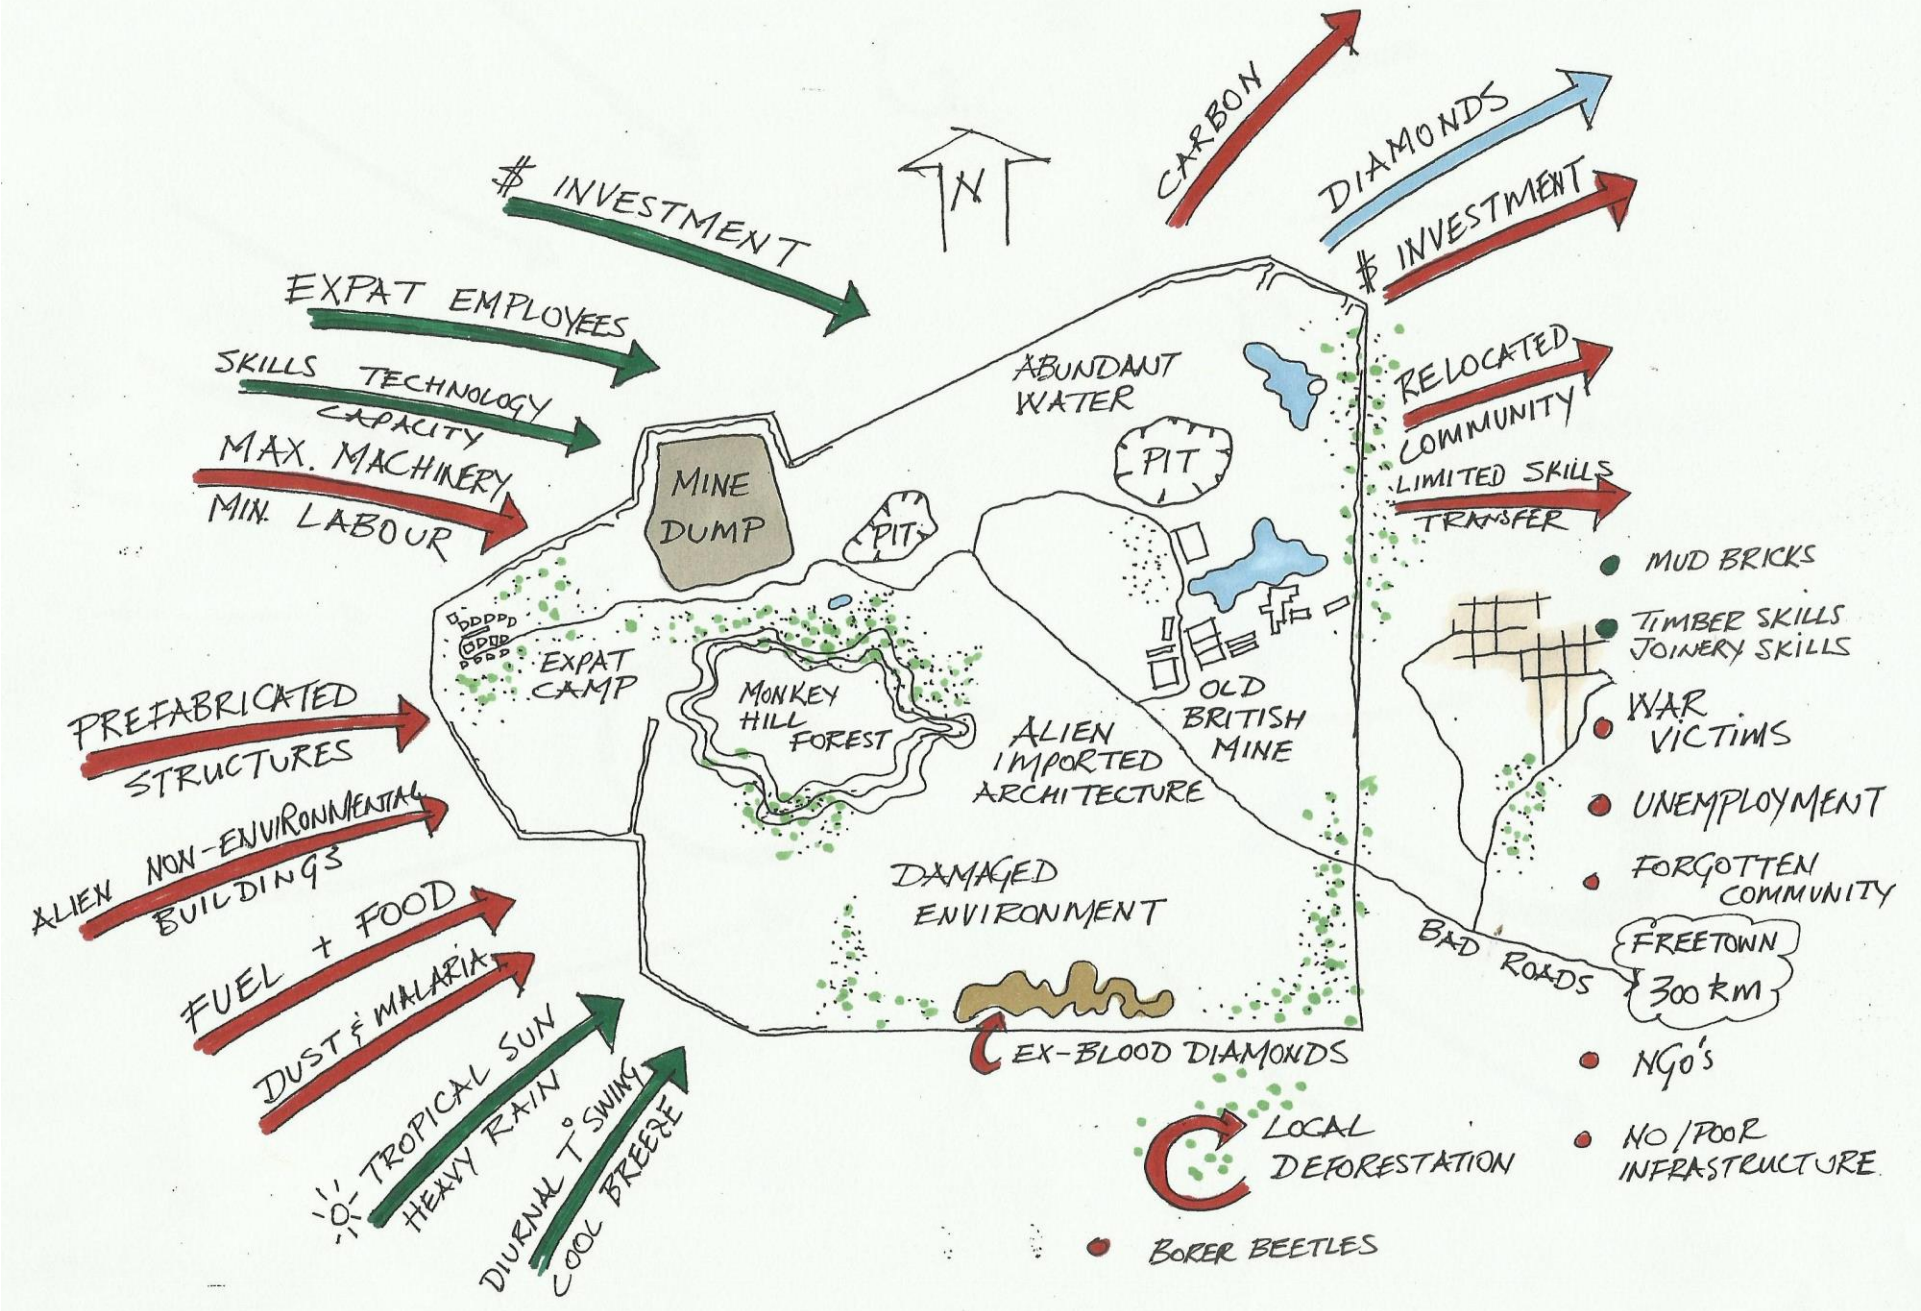 CARBON
DIAMONDS
$ INVESTMENT
N
$ INVESTMENT
EXPAT EMPLOYEES
SKILLS TECHNOLOGY
CAPACITY
MAX. MACHINERY
MIN. LABOUR
ABUNDANT
WATER
RELOCATED
COMMUNITY
LIMITED SKILLS
TRANSFER
MINE
DUMP
PIT
PIT
MUD BRICKS
TIMBER SKILLS
JOINERY SKILLS
EXPAT
CAMP
MONKEY
HILL
FOREST
OLD
BRITISH
MINE
ALIEN
IMPORTED
ARCHITECTURE
WAR
VICTIMS
PREFABRICATED
STRUCTURES
ALIEN NON-ENVIRONMENTAL
BUILDINGS
UNEMPLOYMENT
FORGOTTEN
COMMUNITY
DAMAGED
ENVIRONMENT
FUEL + FOOD
DUST & MALARIA
BAD ROADS
FREETOWN
300 km
TROPICAL SUN
HEAVY RAIN
DIURNAL T° SWING
COOL BREEZE
EX-BLOOD DIAMONDS
NGO's
LOCAL
DEFORESTATION
NO/POOR
INFRASTRUCTURE
BORER BEETLES